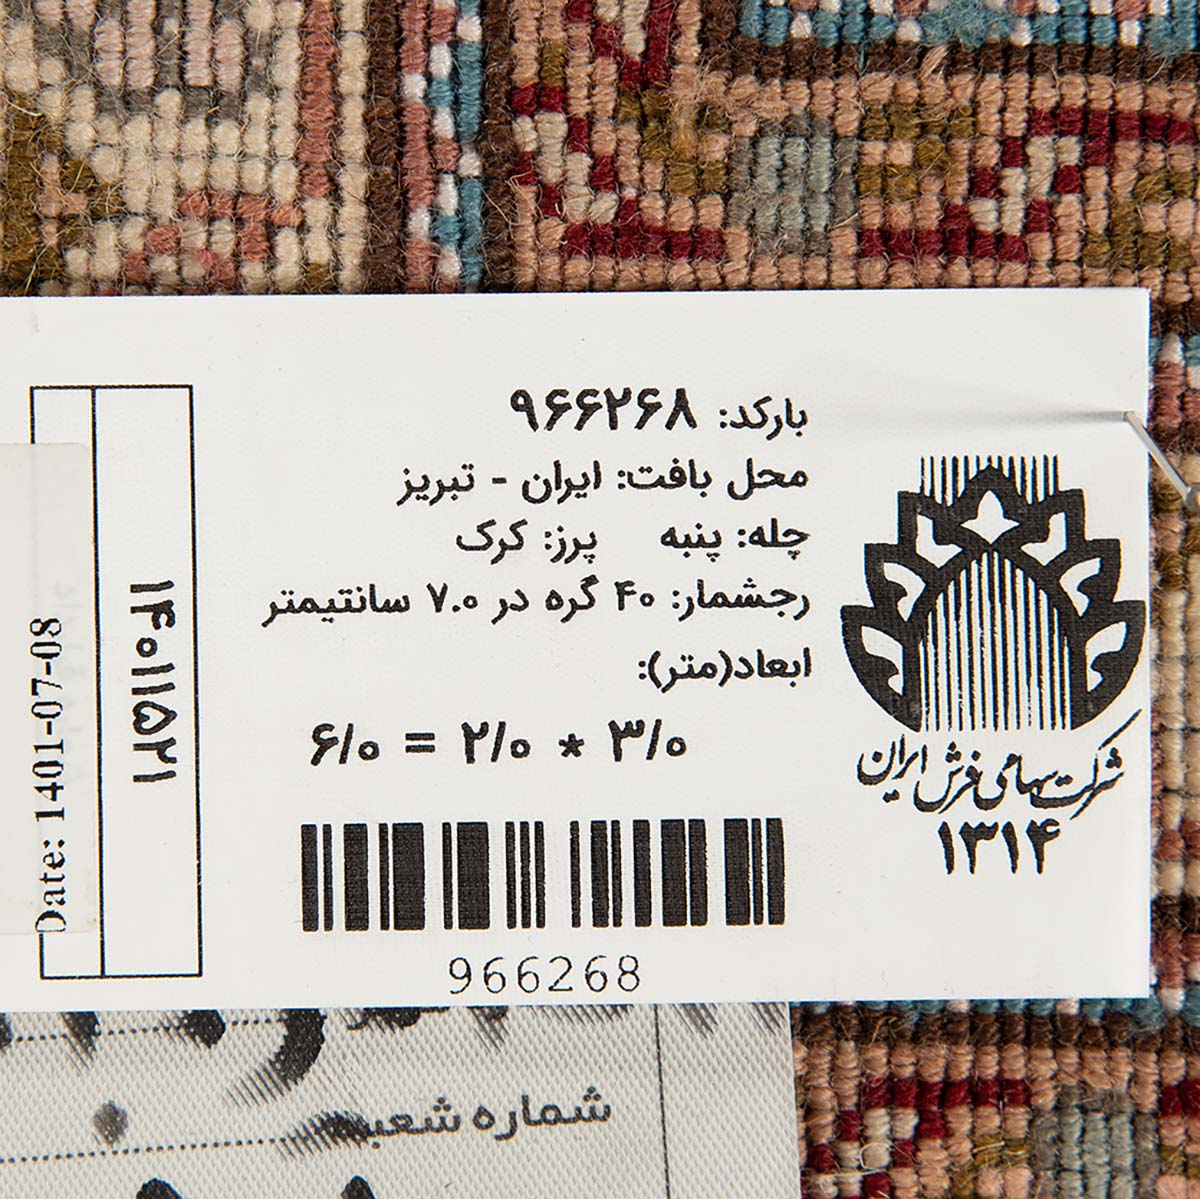 بارکد: ۹۶۶۲۶۸
محل بافت: ایران - تبریز
چله: پنبه پرز: کرک
رجشمار: ۴۰ گره در ۷.۰ سانتیمتر
ابعاد(متر):
۶/۰ = ۲/۰ * ۳/۰
966268
شرکت سهامی فرش ایران
۱۳۱۴
۱۴۰۱۱۵۲۱
Date: 1401-07-08
شماره شعبه